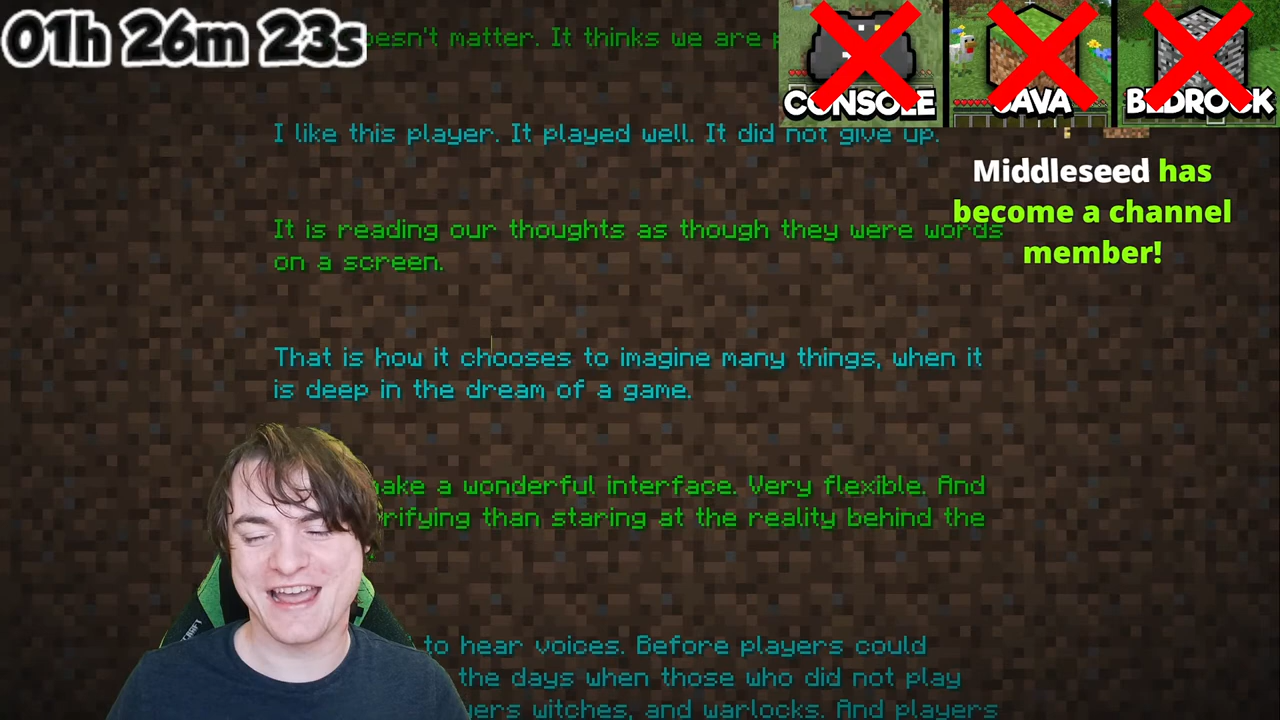 01h 26m 23s
doesn't matter. It thinks we are
CONSOLE
JAVA
BEDROCK
I like this player. It played well. It did not give up.
Middleseed has
become a channel
member!
It is reading our thoughts as though they were words
on a screen.
That is how it chooses to imagine many things, when it
is deep in the dream of a game.
make a wonderful interface. Very flexible. And
terrifying than staring at the reality behind the
to hear voices. Before players could
the days when those who did not play
witches, and warlocks. And players